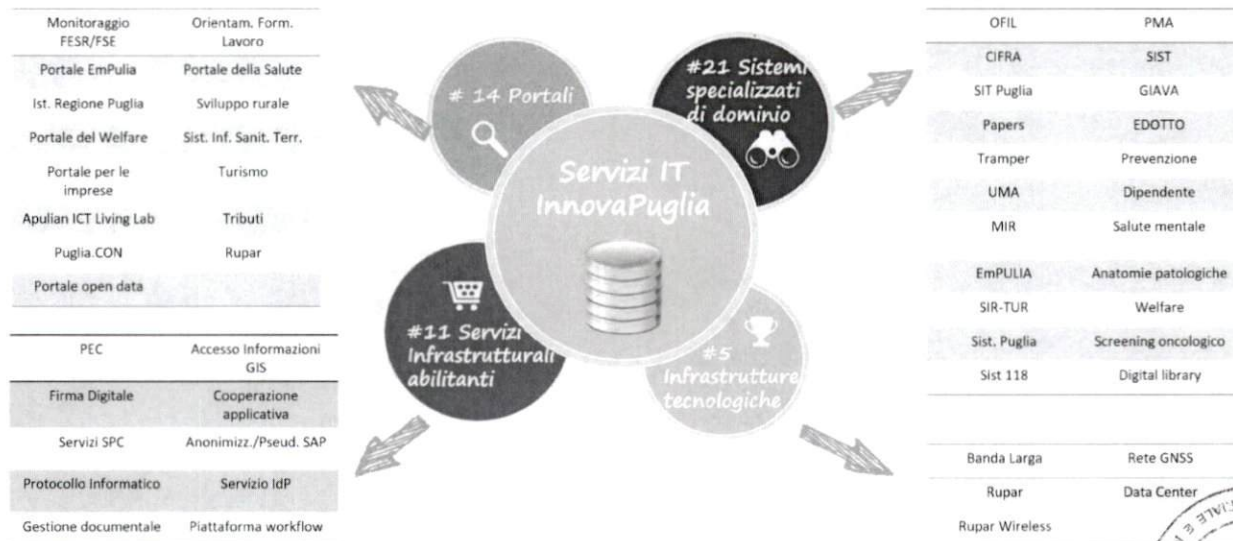 Monitoraggio Orientam. Form.
FESR/FSE Lavoro
Portale EmPulia Portale della Salute
Ist. Regione Puglia Sviluppo rurale
Portale del Welfare Sist. Inf. Sanit. Terr.
Portale per le Turismo
imprese
Apulian ICT Living Lab Tributi
Puglia.CON Rupar
Portale open data
PEC Accesso Informazioni
GIS
Firma Digitale Cooperazione
applicativa
Servizi SPC Anonimizz./Pseud. SAP
Protocollo Informatico Servizio IdP
Gestione documentale Piattaforma workflow
# 14 Portali
#21 Sistemi
specializzati
di dominio
Servizi IT
InnovaPuglia
#11 Servizi
Infrastrutturali
abilitanti
#5
Infrastrutture
tecnologiche
OFIL PMA
CIFRA SIST
SIT Puglia GIAVA
Papers EDOTTO
Tramper Prevenzione
UMA Dipendente
MIR Salute mentale
EmPULIA Anatomie patologiche
SIR-TUR Welfare
Sist. Puglia Screening oncologico
Sist 118 Digital library
Banda Larga Rete GNSS
Rupar Data Center
Rupar Wireless